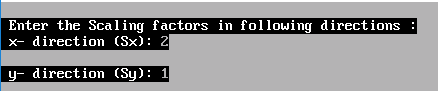 Enter the Scaling factors in following directions :
x- direction (Sx): 2
y- direction (Sy): 1